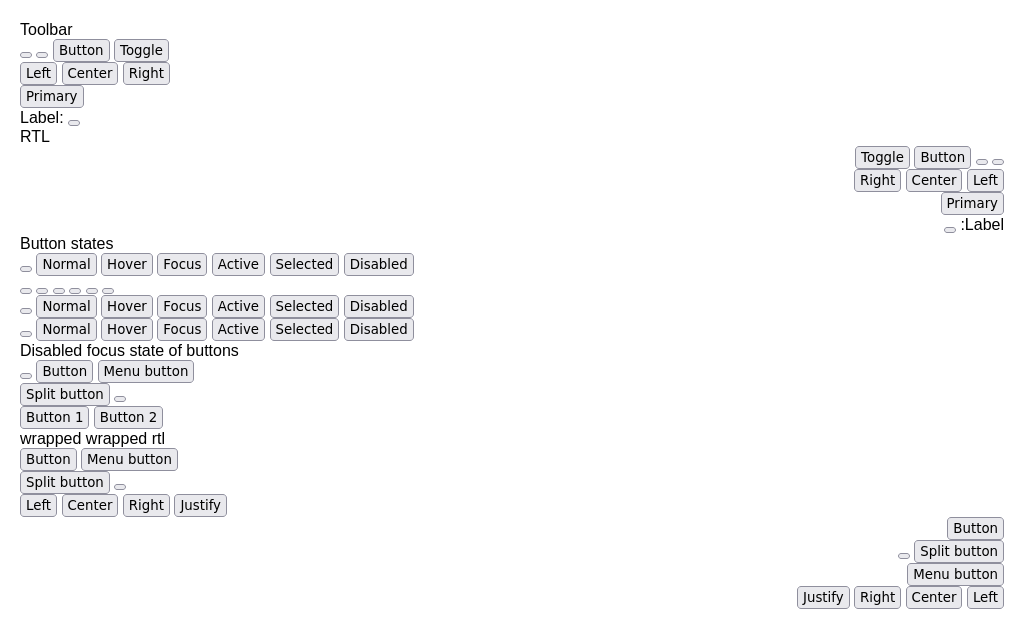 Toolbar
Button Toggle
Left Center Right
Primary
Label:
RTL
Toggle Button
Right Center Left
Primary
:Label
Button states
Normal Hover Focus Active Selected Disabled
Normal Hover Focus Active Selected Disabled
Normal Hover Focus Active Selected Disabled
Disabled focus state of buttons
Button Menu button
Split button
Button 1 Button 2
wrapped wrapped rtl
Button Menu button
Split button
Left Center Right Justify
Button
Split button
Menu button
Justify Right Center Left